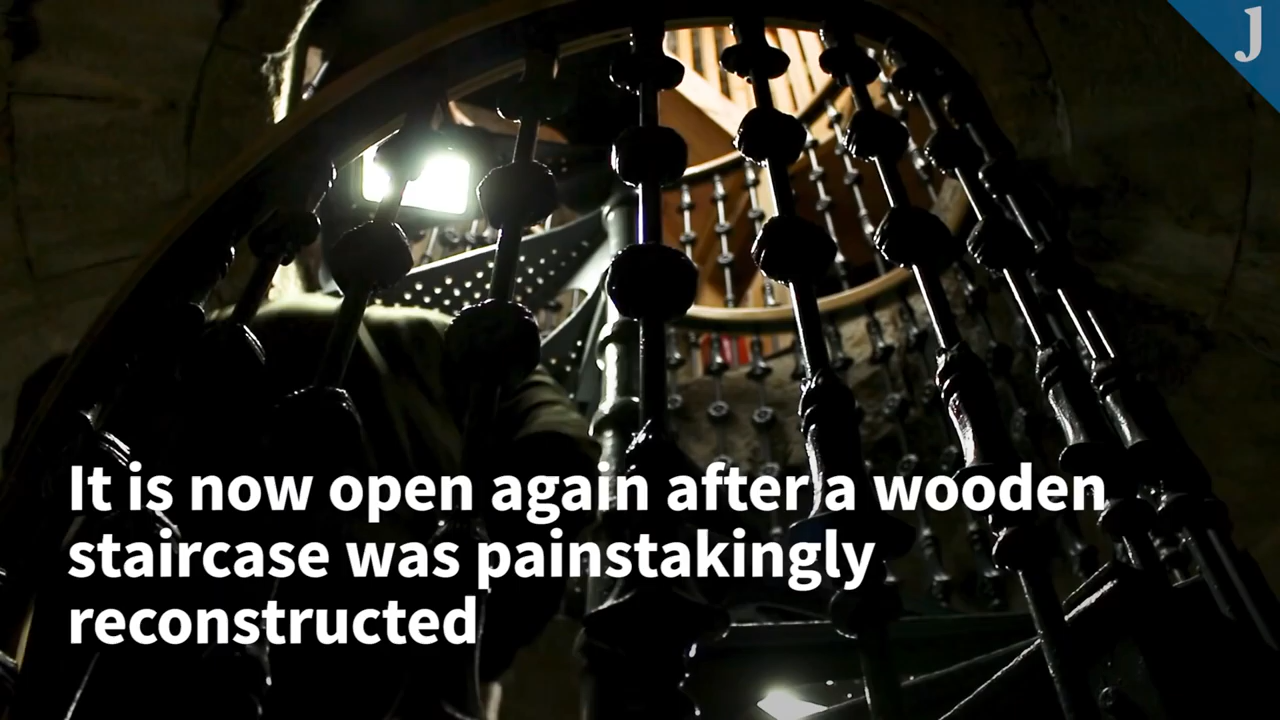 J
It is now open again after a wooden
staircase was painstakingly
reconstructed